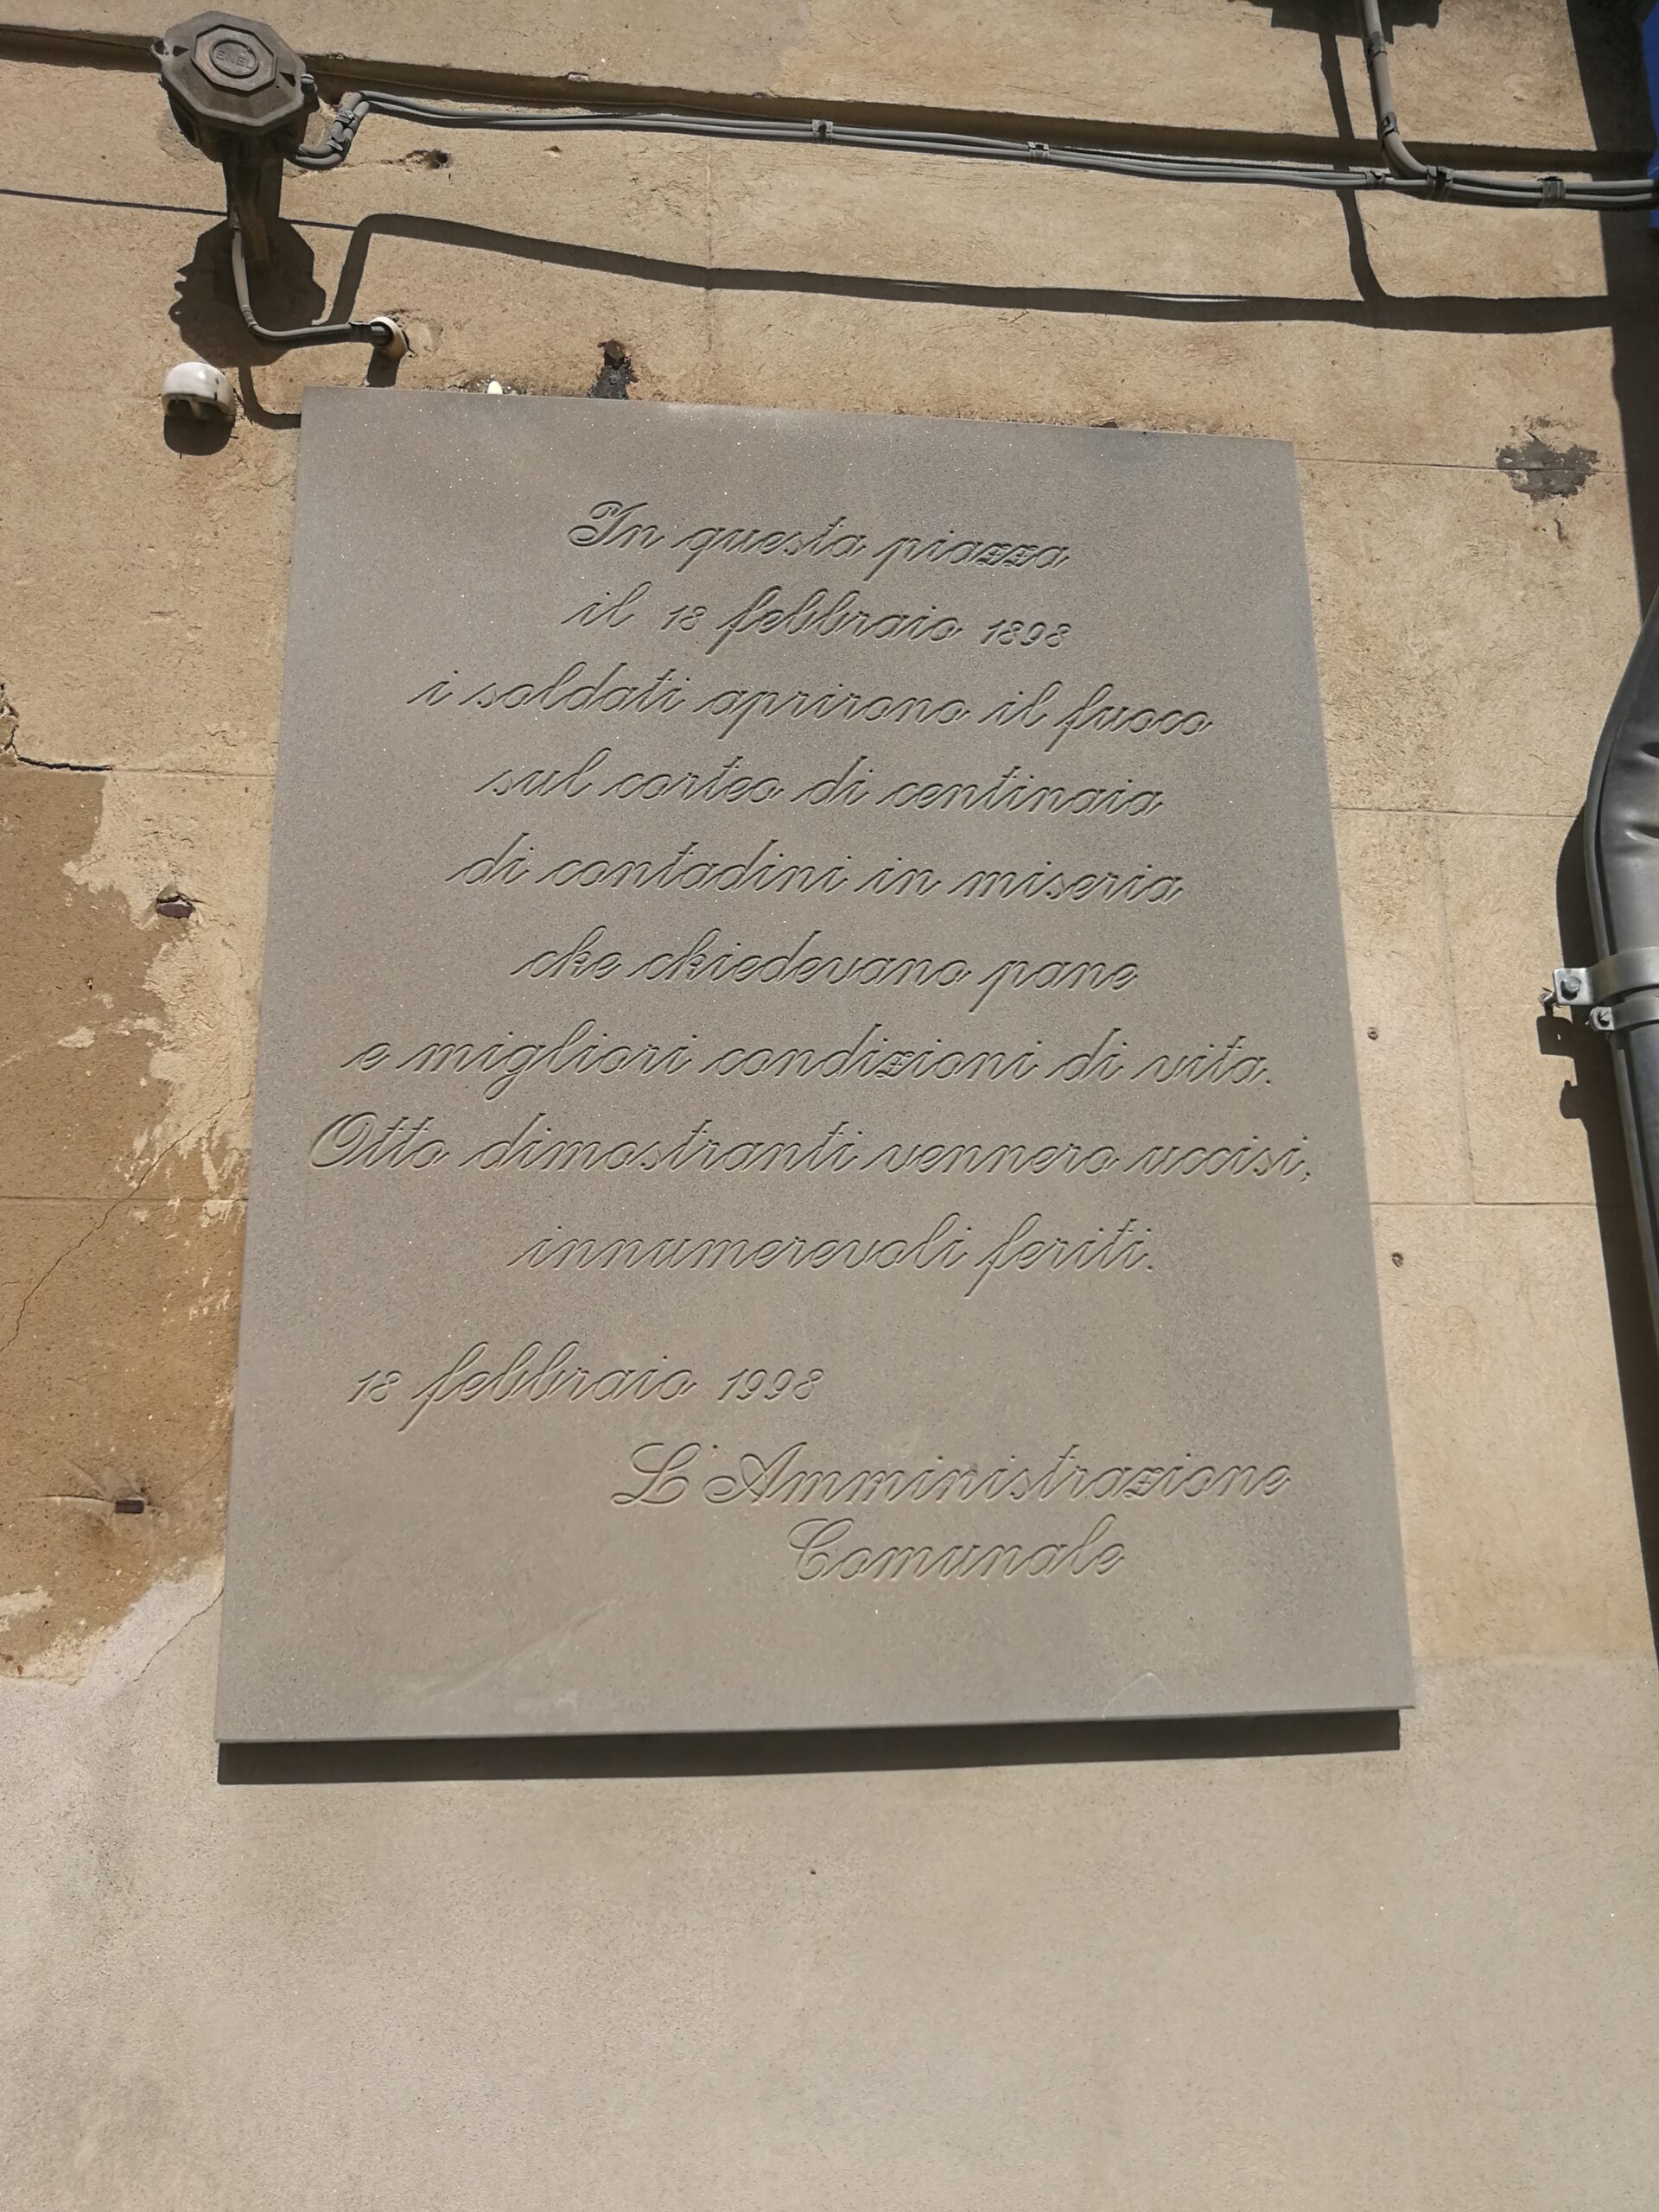 ENEL
In questa piazza
il 18 febbraio 1898
i soldati aprirono il fuoco
sul corteo di centinaia
di contadini in miseria
che chiedevano pane
e migliori condizioni di vita.
Otto dimostranti vennero uccisi,
innumerevoli feriti.
18 febbraio 1998
L'Amministrazione
Comunale